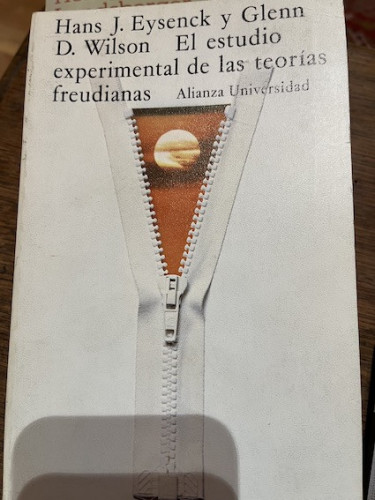 Hans J. Eysenck y Glenn
D. Wilson El estudio
experimental de las teorías
freudianas Alianza Universidad